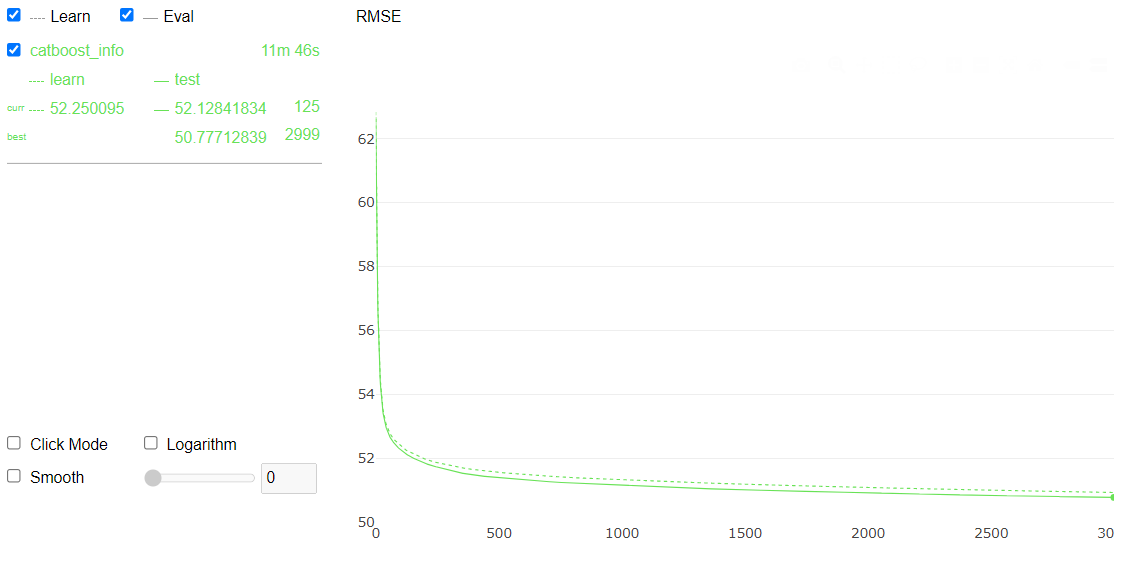 ---- Learn — Eval
RMSE
catboost_info 11m 46s
---- learn — test
curr ---- 52.250095 — 52.12841834 125
best 50.77712839 2999
62
60
58
56
54
52
50
0 500 1000 1500 2000 2500 30
Click Mode Logarithm
Smooth 0